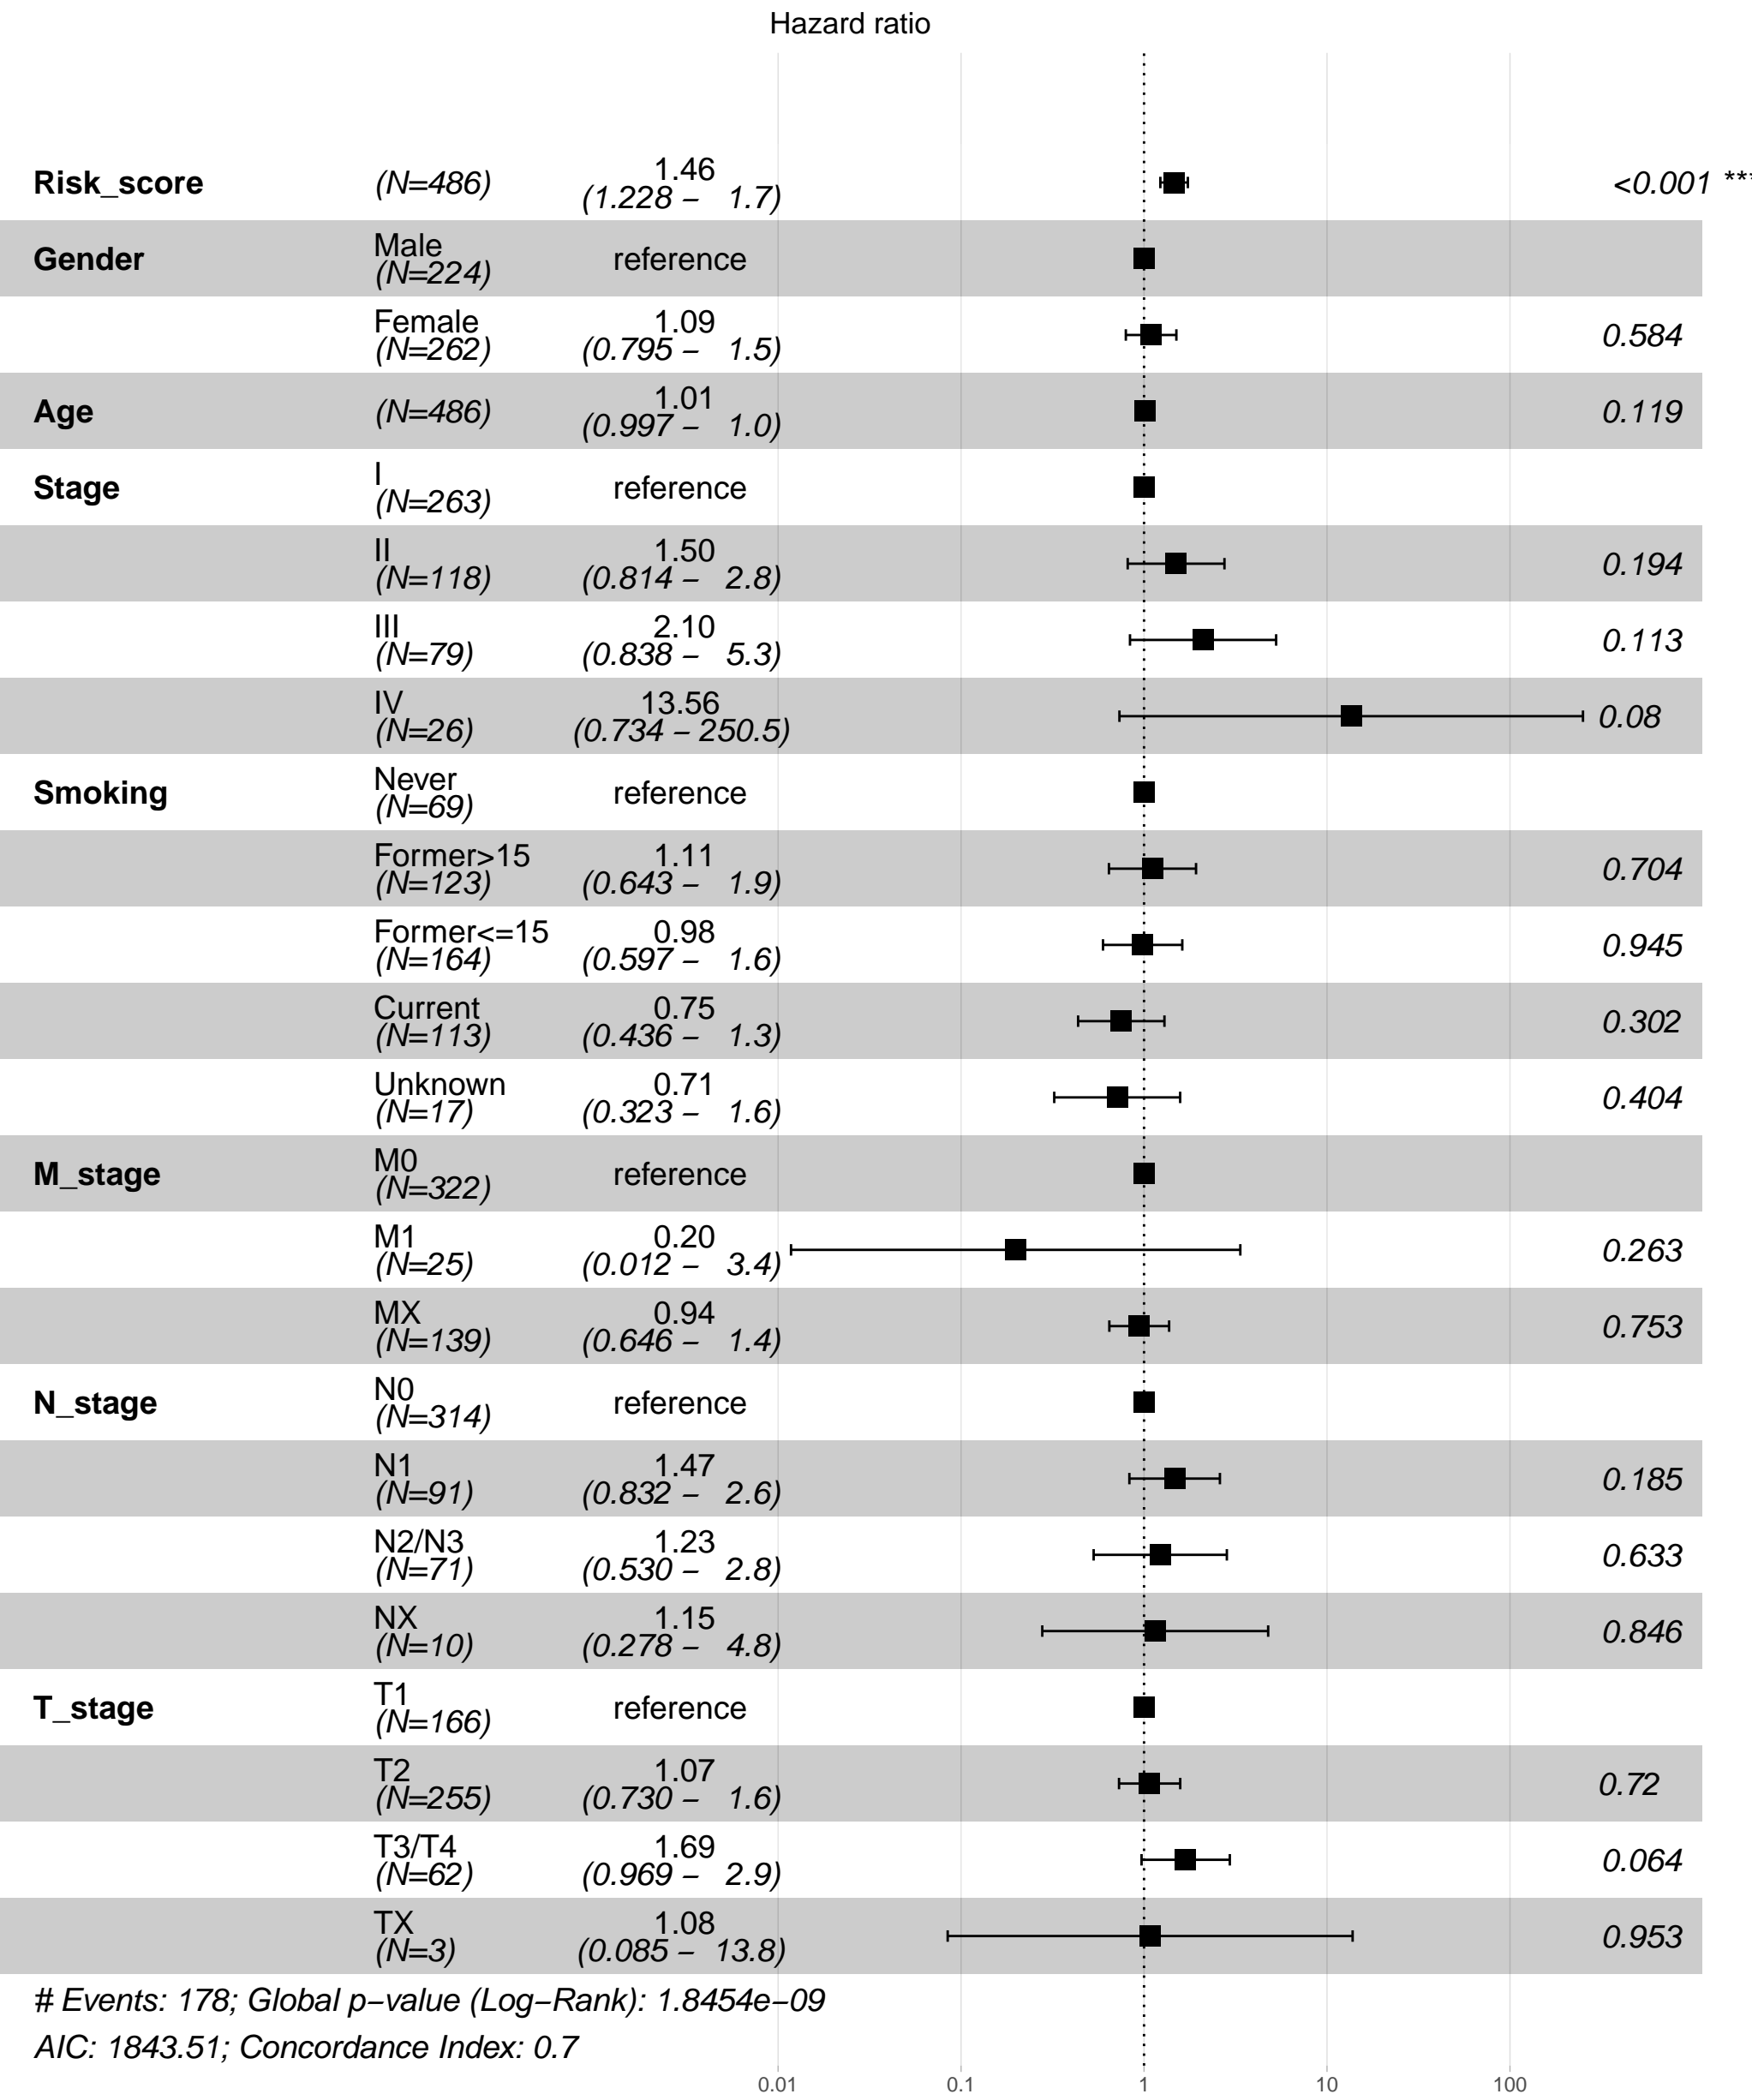 Hazard ratio
Risk_score (N=486) 1.46 (1.228 – 1.7) <0.001 ***
Gender Male (N=224) reference
Female (N=262) 1.09 (0.795 – 1.5) 0.584
Age (N=486) 1.01 (0.997 – 1.0) 0.119
Stage I (N=263) reference
II (N=118) 1.50 (0.814 – 2.8) 0.194
III (N=79) 2.10 (0.838 – 5.3) 0.113
IV (N=26) 13.56 (0.734 – 250.5) 0.08
Smoking Never (N=69) reference
Former>15 (N=123) 1.11 (0.643 – 1.9) 0.704
Former<=15 (N=164) 0.98 (0.597 – 1.6) 0.945
Current (N=113) 0.75 (0.436 – 1.3) 0.302
Unknown (N=17) 0.71 (0.323 – 1.6) 0.404
M_stage M0 (N=322) reference
M1 (N=25) 0.20 (0.012 – 3.4) 0.263
MX (N=139) 0.94 (0.646 – 1.4) 0.753
N_stage N0 (N=314) reference
N1 (N=91) 1.47 (0.832 – 2.6) 0.185
N2/N3 (N=71) 1.23 (0.530 – 2.8) 0.633
NX (N=10) 1.15 (0.278 – 4.8) 0.846
T_stage T1 (N=166) reference
T2 (N=255) 1.07 (0.730 – 1.6) 0.72
T3/T4 (N=62) 1.69 (0.969 – 2.9) 0.064
TX (N=3) 1.08 (0.085 – 13.8) 0.953
# Events: 178; Global p−value (Log−Rank): 1.8454e−09
AIC: 1843.51; Concordance Index: 0.7
0.01 0.1 1 10 100